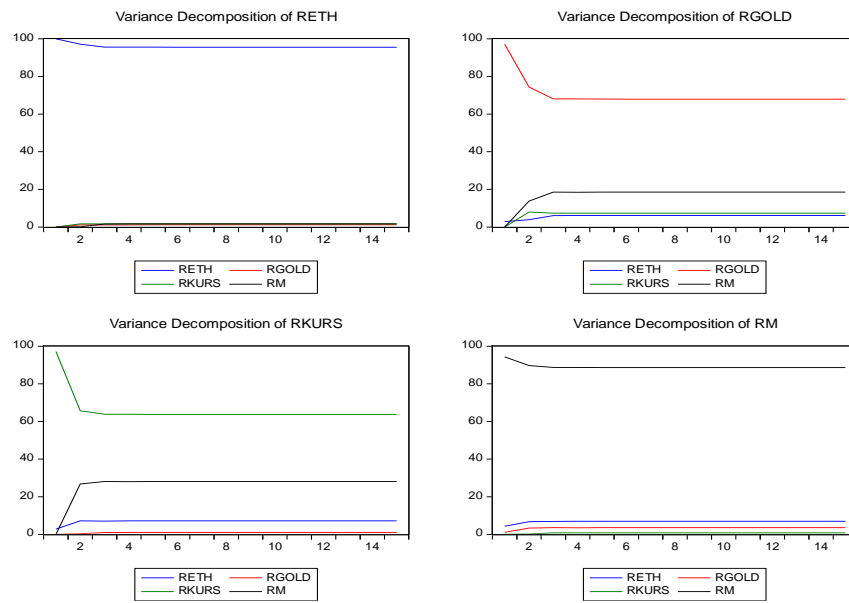 Variance Decomposition of RETH
100
80
60
40
20
0
2 4 6 8 10 12 14
RETH RGOLD
RKURS RM
Variance Decomposition of RGOLD
100
80
60
40
20
0
2 4 6 8 10 12 14
RETH RGOLD
RKURS RM
Variance Decomposition of RKURS
100
80
60
40
20
0
2 4 6 8 10 12 14
RETH RGOLD
RKURS RM
Variance Decomposition of RM
100
80
60
40
20
0
2 4 6 8 10 12 14
RETH RGOLD
RKURS RM